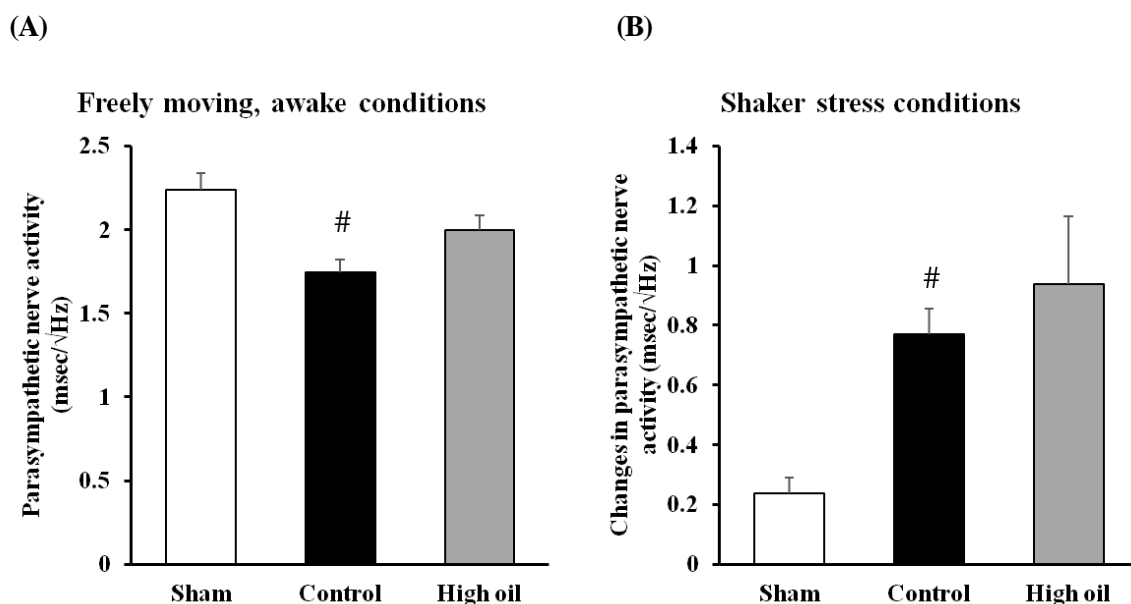 (A)
Freely moving, awake conditions
Parasympathetic nerve activity
(msec/√Hz)
2.5
2
1.5
1
0.5
0
#
Sham
Control
High oil
(B)
Shaker stress conditions
Changes in parasympathetic nerve
activity (msec/√Hz)
1.4
1.2
1
0.8
0.6
0.4
0.2
0
#
Sham
Control
High oil